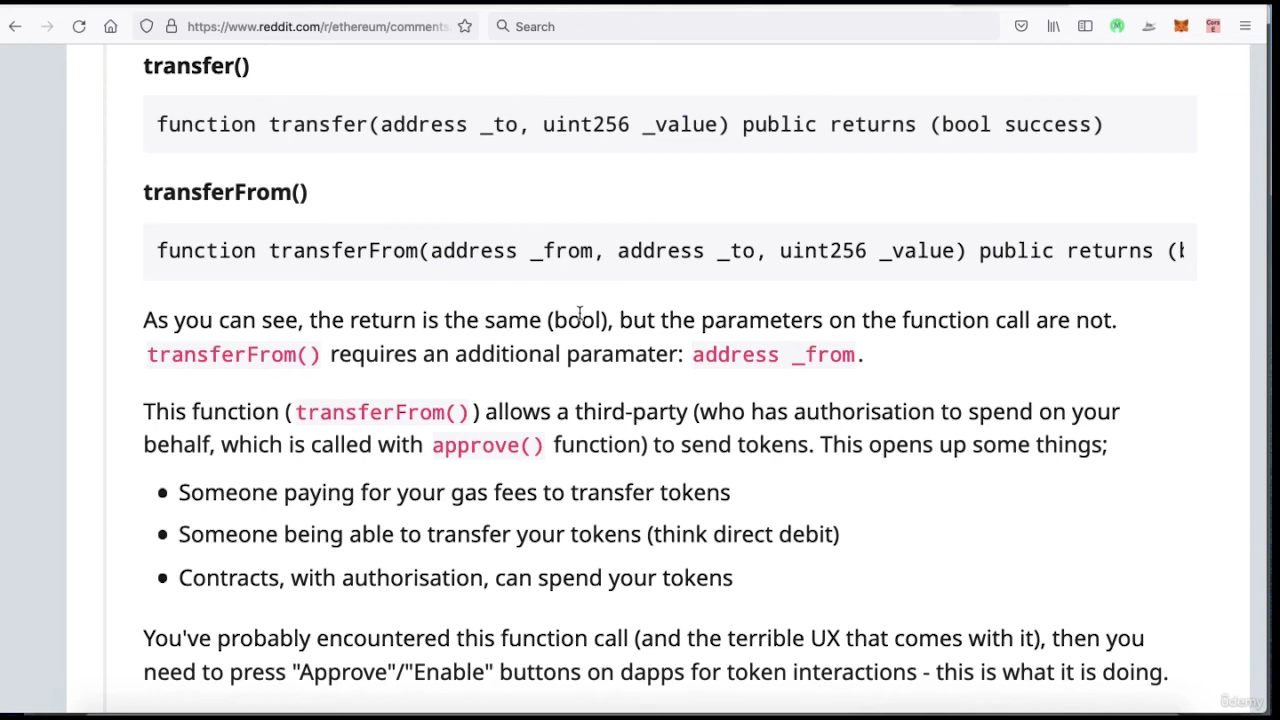 https://www.reddit.com/r/ethereum/comments
Search
transfer()
function transfer(address _to, uint256 _value) public returns (bool success)
transferFrom()
function transferFrom(address _from, address _to, uint256 _value) public returns (b
As you can see, the return is the same (bool), but the parameters on the function call are not.
transferFrom() requires an additional paramater: address _from.
This function (transferFrom()) allows a third-party (who has authorisation to spend on your
behalf, which is called with approve() function) to send tokens. This opens up some things;
• Someone paying for your gas fees to transfer tokens
• Someone being able to transfer your tokens (think direct debit)
• Contracts, with authorisation, can spend your tokens
You've probably encountered this function call (and the terrible UX that comes with it), then you
need to press "Approve"/"Enable" buttons on dapps for token interactions - this is what it is doing.
ûdemy